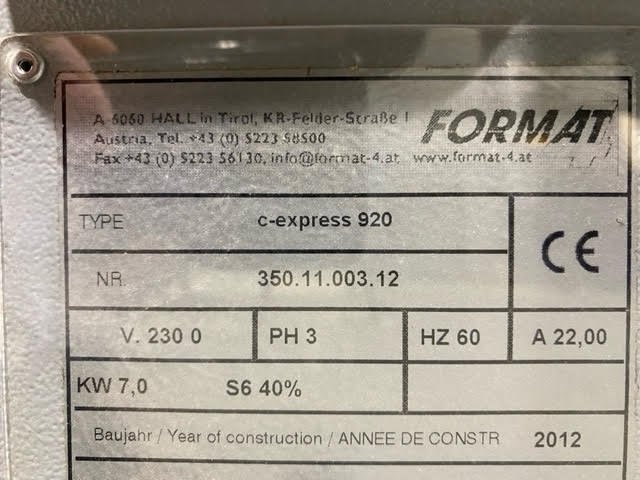 A-6060 HALL in Tirol, KR-Felder-Straße 1
Austria, Tel. +43 (0) 5223 58500
Fax +43 (0) 5223 56130, info@format-4.at www.format-4.at
FORMAT
TYPE c-express 920
NR. 350.11.003.12
CE
V. 230 0 PH 3 HZ 60 A 22,00
KW 7,0 S6 40%
Baujahr / Year of construction / ANNEE DE CONSTR 2012